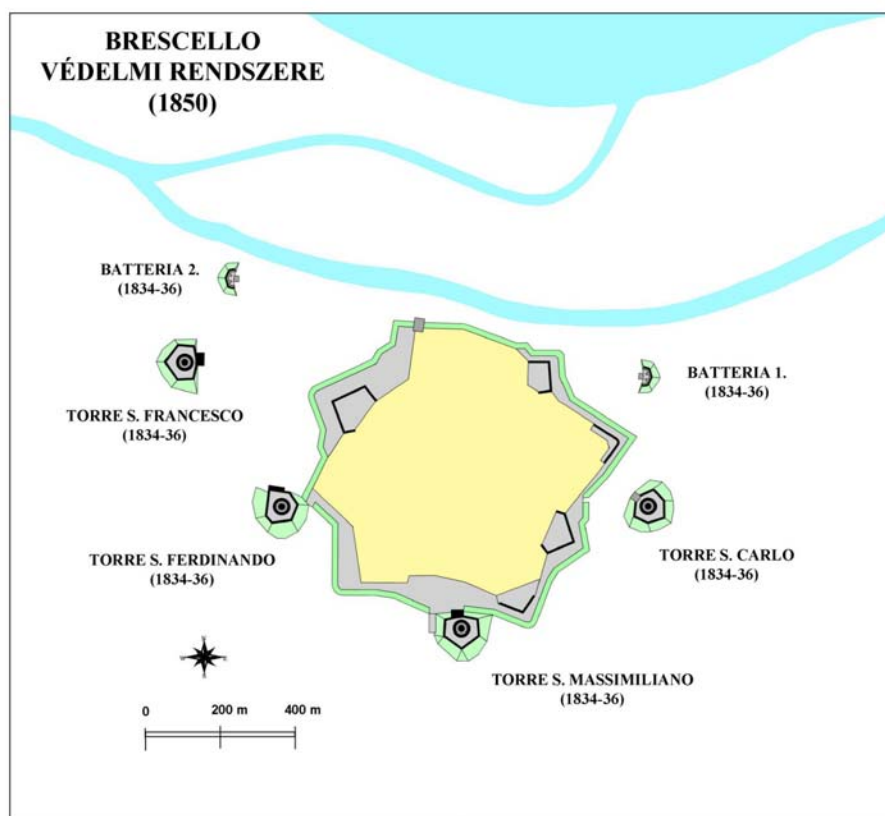 BRESCELLO
VÉDELMI RENDSZERE
(1850)
BATTERIA 2.
(1834-36)
TORRE S. FRANCESCO
(1834-36)
BATTERIA 1.
(1834-36)
TORRE S. FERDINANDO
(1834-36)
TORRE S. CARLO
(1834-36)
TORRE S. MASSIMILIANO
(1834-36)
0 200 m 400 m